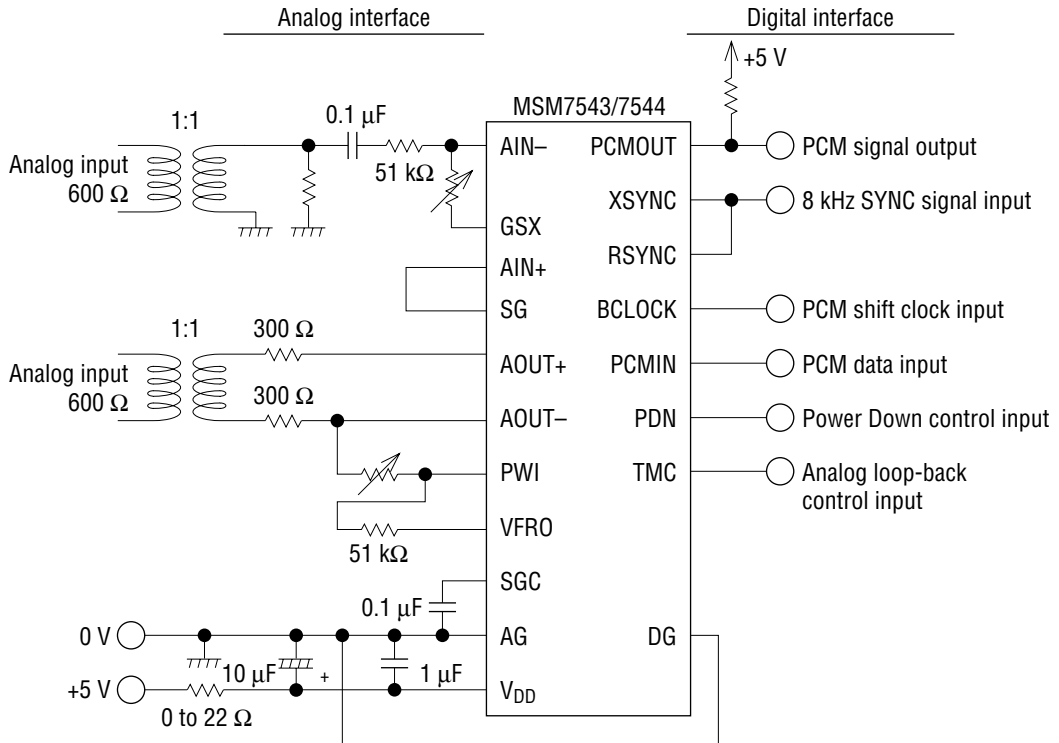 Analog interface
Digital interface
+5 V
MSM7543/7544
1:1
0.1 μF
Analog input
600 Ω
51 kΩ
AIN–
GSX
AIN+
SG
1:1
300 Ω
Analog input
600 Ω
300 Ω
AOUT+
AOUT–
PWI
VFRO
51 kΩ
SGC
0.1 μF
0 V
AG
10 μF
+
1 μF
+5 V
VDD
0 to 22 Ω
PCMOUT
PCM signal output
XSYNC
8 kHz SYNC signal input
RSYNC
BCLOCK
PCM shift clock input
PCMIN
PCM data input
PDN
Power Down control input
TMC
Analog loop-back
control input
DG